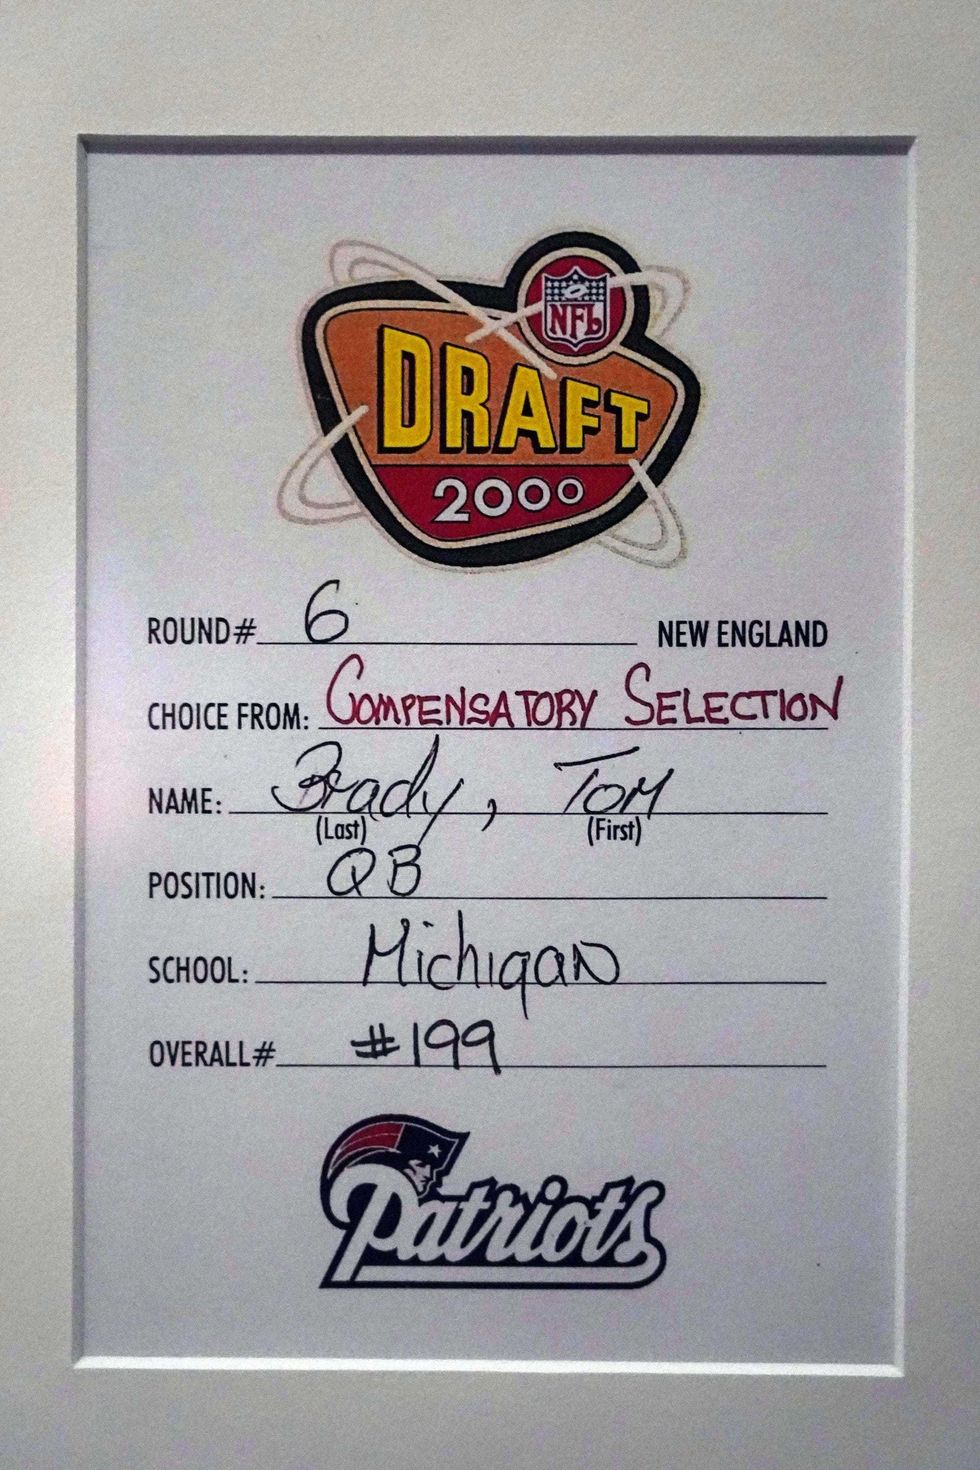 NFL
DRAFT
2000
ROUND# 6 NEW ENGLAND
CHOICE FROM: COMPENSATORY SELECTION
NAME: Brady, Tom
(Last) (First)
POSITION: QB
SCHOOL: Michigan
OVERALL# #199
Patriots